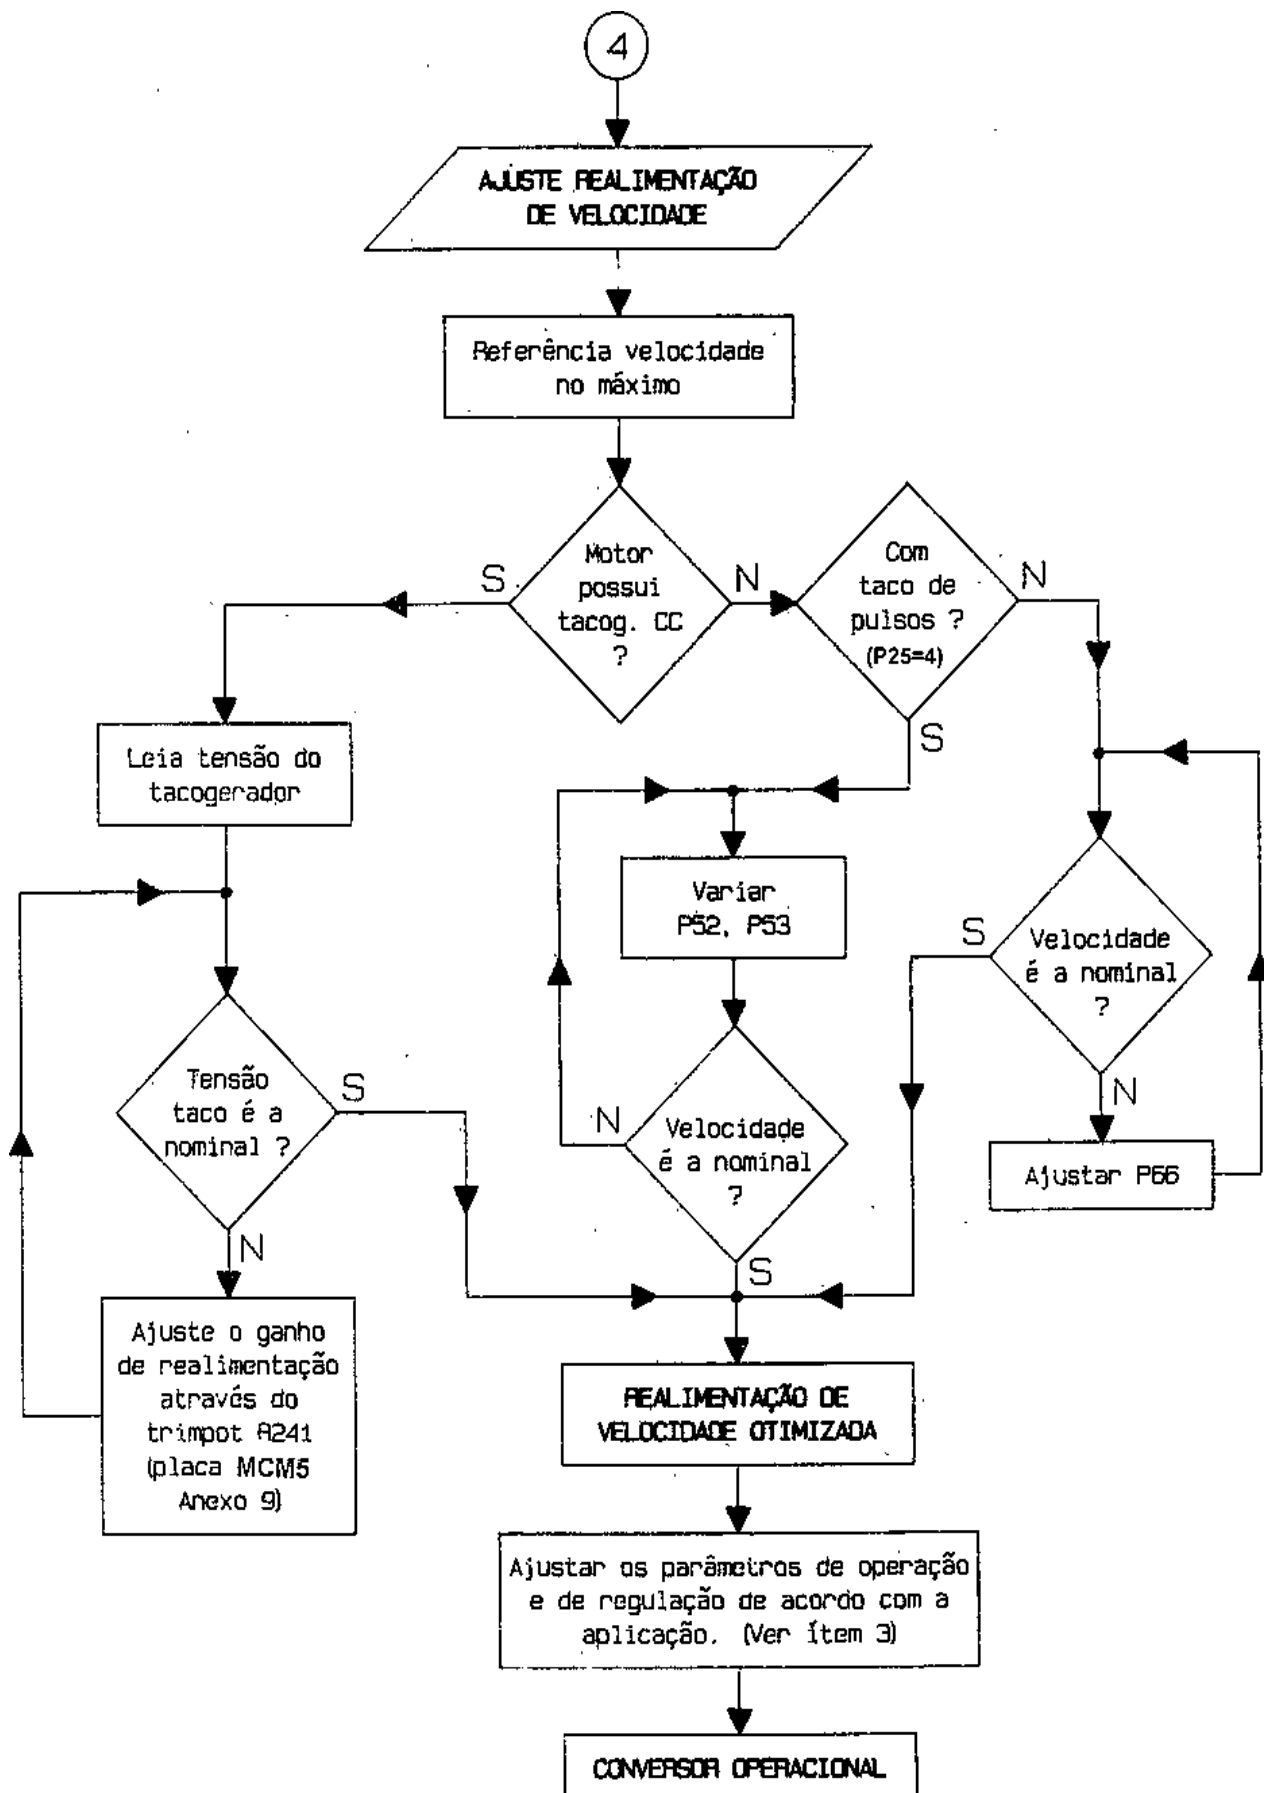 4
AJUSTE REALIMENTAÇÃO
DE VELOCIDADE
Referência velocidade
no máximo
Motor
possui
tacog. CC
?
S
N
Com
taco de
pulsos ?
(P25=4)
N
S
Leia tensão do
tacogerador
Variar
P52, P53
Velocidade
é a nominal
?
S
N
Ajustar P66
Tensão
taco é a
nominal ?
S
N
Velocidade
é a nominal
?
N
S
Ajuste o ganho
de realimentação
através do
trimpot R241
(placa MCM5
Anexo 9)
REALIMENTAÇÃO DE
VELOCIDADE OTIMIZADA
Ajustar os parâmetros de operação
e de regulação de acordo com a
aplicação. (Ver ítem 3)
CONVERSOR OPERACIONAL